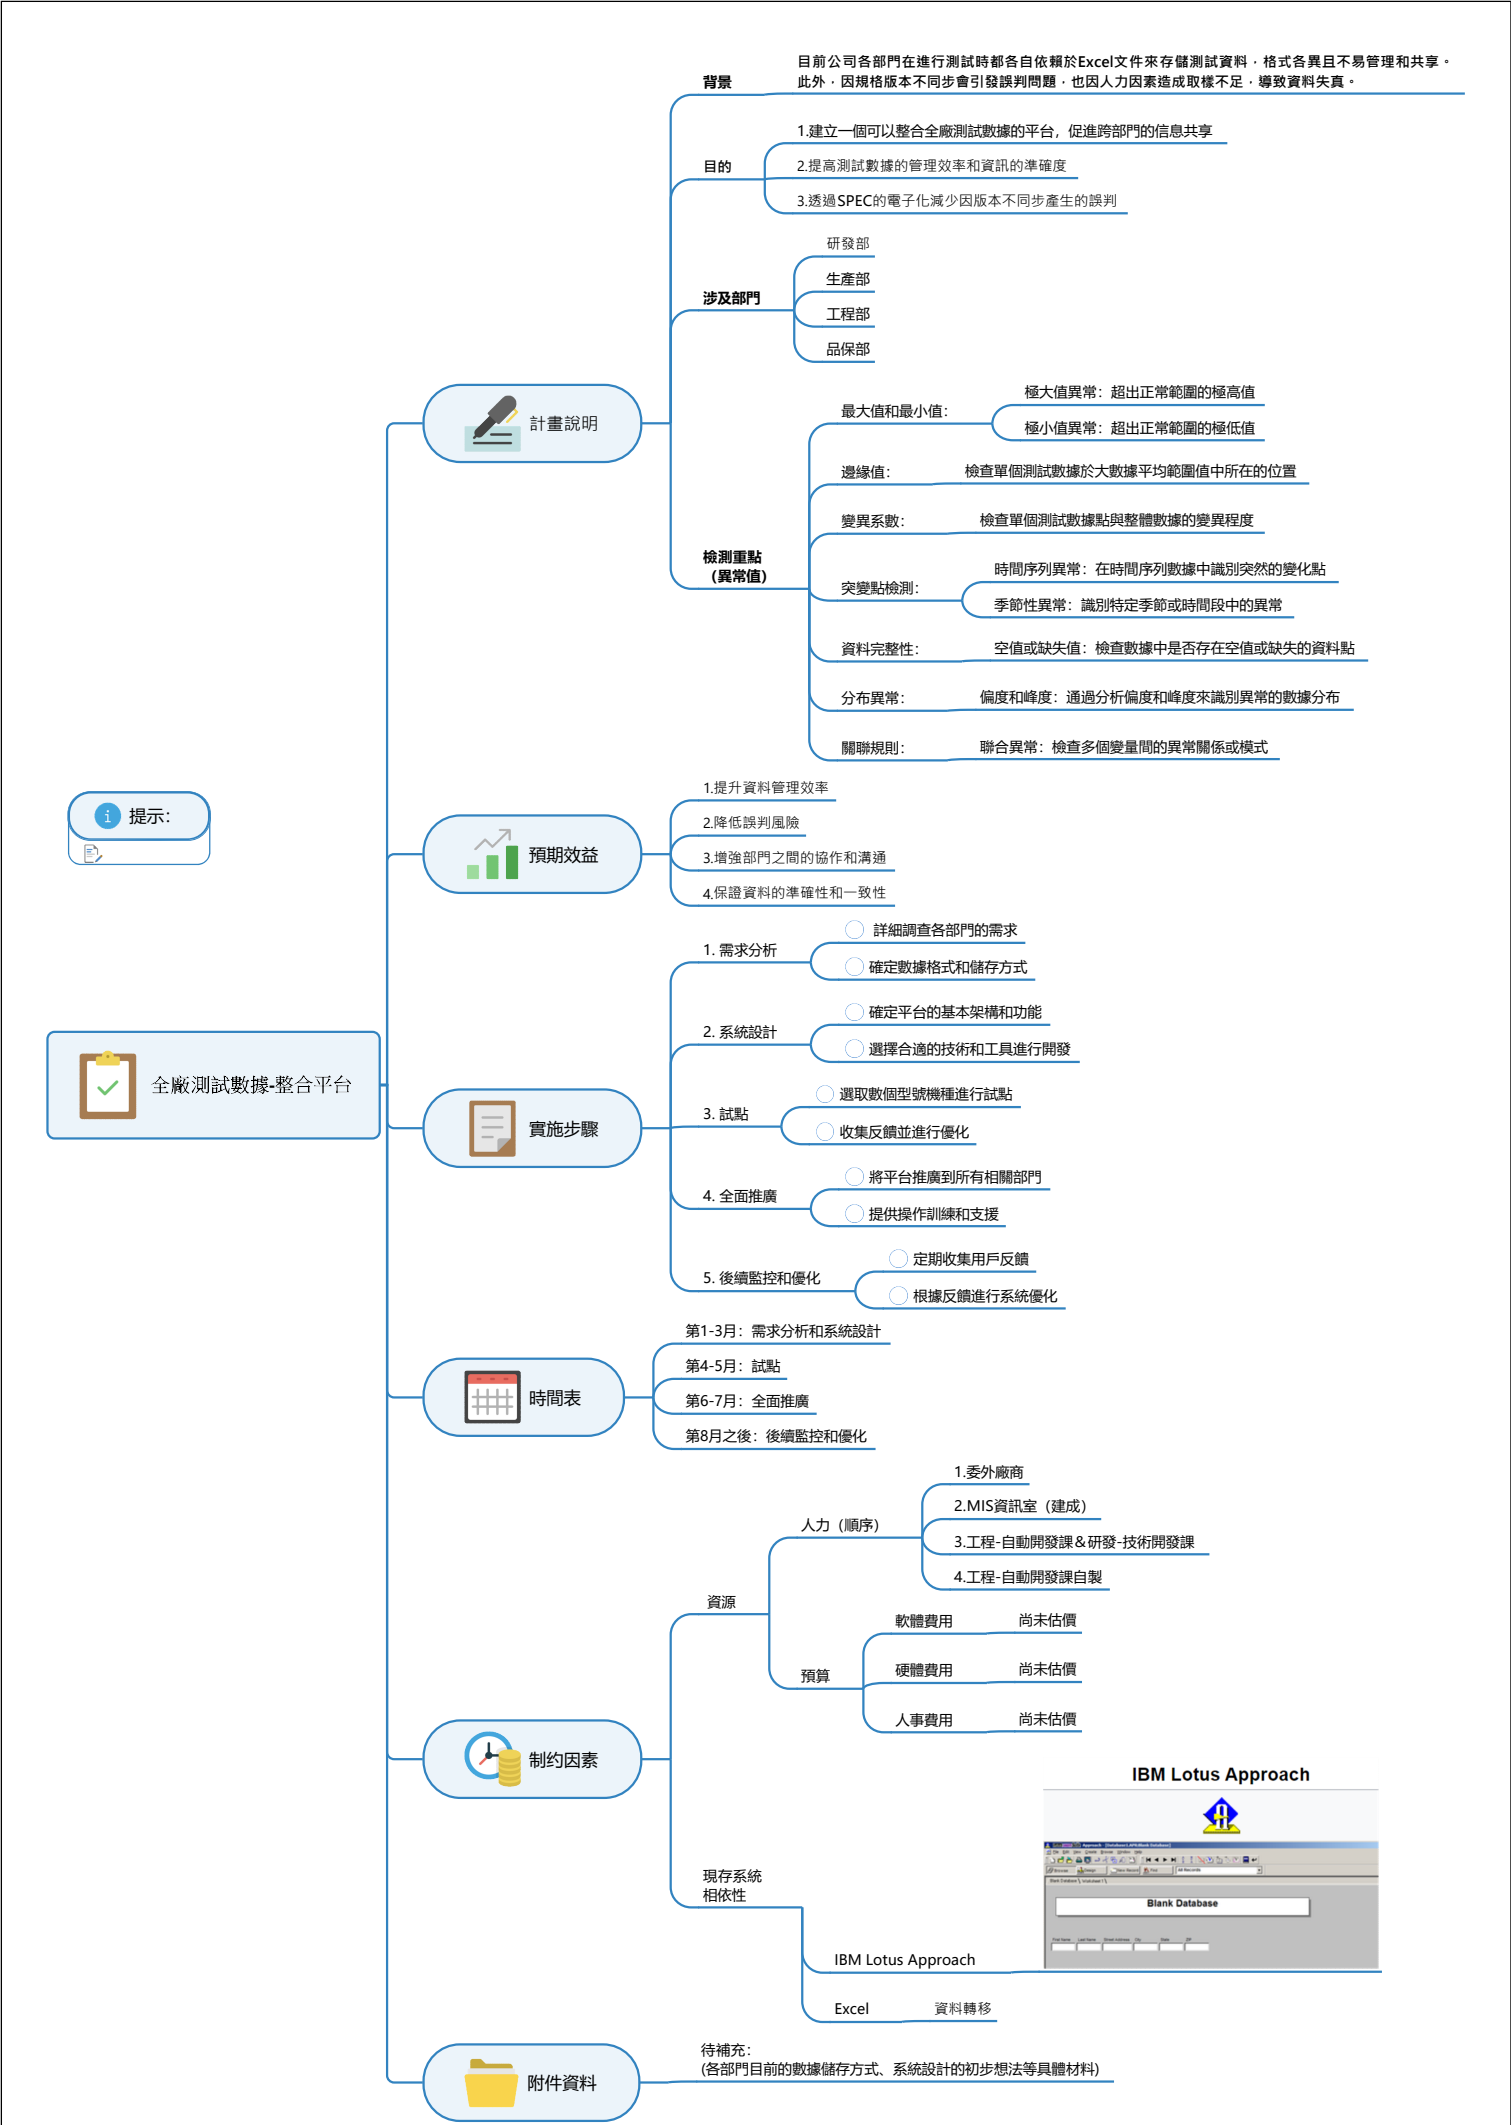 背景
目前公司各部門在進行測試時都各自依賴於Excel文件來存儲測試資料，格式各異且不易管理和共享。
此外，因規格版本不同步會引發誤判問題，也因人力因素造成取樣不足，導致資料失真。
目的
1.建立一個可以整合全廠測試數據的平台，促進跨部門的信息共享
2.提高測試數據的管理效率和資訊的準確度
3.透過SPEC的電子化減少因版本不同步產生的誤判
涉及部門
研發部
生產部
工程部
品保部
計畫說明
檢測重點
（異常值）
最大值和最小值：
極大值異常：超出正常範圍的極高值
極小值異常：超出正常範圍的極低值
邊緣值：
檢查單個測試數據於大數據平均範圍值中所在的位置
變異系數：
檢查單個測試數據點與整體數據的變異程度
突變點檢測：
時間序列異常：在時間序列數據中識別突然的變化點
季節性異常：識別特定季節或時間段中的異常
資料完整性：
空值或缺失值：檢查數據中是否存在空值或缺失的資料點
分布異常：
偏度和峰度：通過分析偏度和峰度來識別異常的數據分布
關聯規則：
聯合異常：檢查多個變量間的異常關係或模式
提示：
預期效益
1.提升資料管理效率
2.降低誤判風險
3.增強部門之間的協作和溝通
4.保證資料的準確性和一致性
全廠測試數據-整合平台
實施步驟
1. 需求分析
詳細調查各部門的需求
確定數據格式和儲存方式
2. 系統設計
確定平台的基本架構和功能
選擇合適的技術和工具進行開發
3. 試點
選取數個型號機種進行試點
收集反饋並進行優化
4. 全面推廣
將平台推廣到所有相關部門
提供操作訓練和支援
5. 後續監控和優化
定期收集用戶反饋
根據反饋進行系統優化
時間表
第1-3月：需求分析和系統設計
第4-5月：試點
第6-7月：全面推廣
第8月之後：後續監控和優化
制约因素
資源
人力（順序）
1.委外廠商
2.MIS資訊室（建成）
3.工程-自動開發課＆研發-技術開發課
4.工程-自動開發課自製
預算
軟體費用
尚未估價
硬體費用
尚未估價
人事費用
尚未估價
現存系統
相依性
IBM Lotus Approach
IBM Lotus Approach
Blank Database
Excel
資料轉移
附件資料
待補充：
(各部門目前的數據儲存方式、系統設計的初步想法等具體材料)